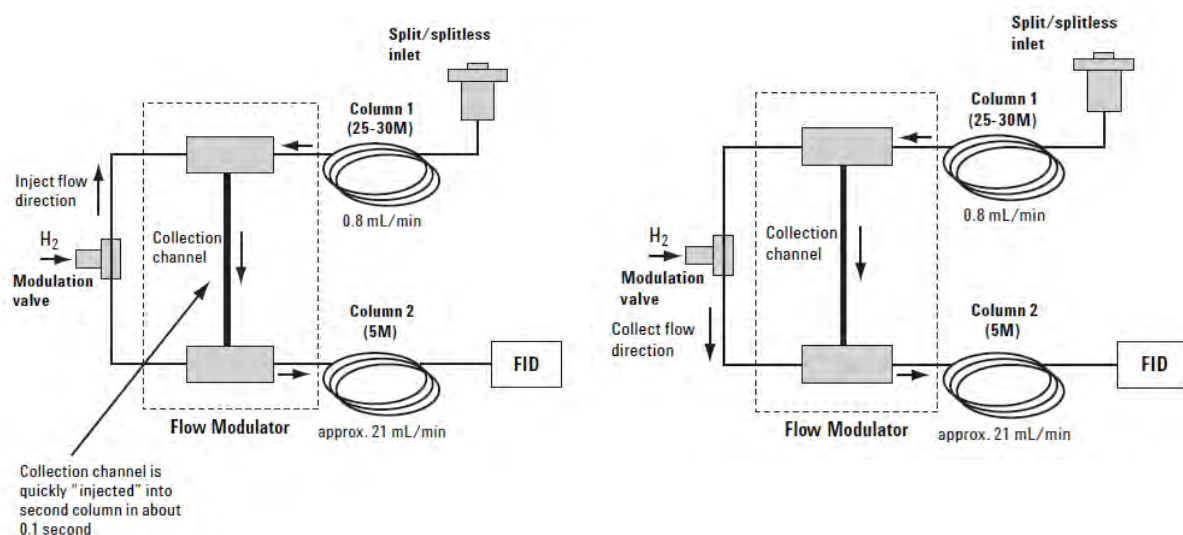 Split/splitless
inlet
Column 1
(25-30M)
0.8 mL/min
Inject flow
direction
H2
Modulation
valve
Collection
channel
Column 2
(5M)
FID
Flow Modulator
approx. 21 mL/min
Collection channel is
quickly "injected" into
second column in about
0.1 second
Split/splitless
inlet
Column 1
(25-30M)
0.8 mL/min
Collection
channel
H2
Modulation
valve
Collect flow
direction
Column 2
(5M)
FID
Flow Modulator
approx. 21 mL/min